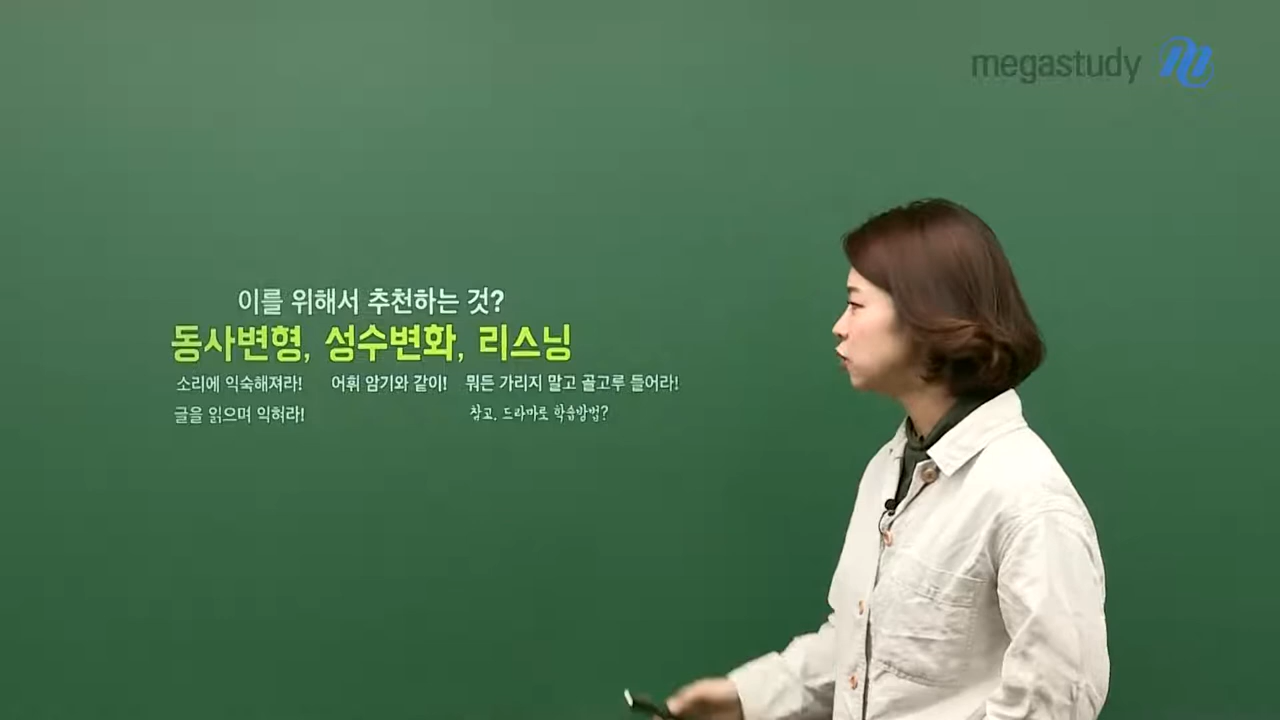 megastudy
이를 위해서 추천하는 것?
동사변형, 성수변화, 리스닝
소리에 익숙해져라! 어휘 암기와 같이! 뭐든 가리지 말고 골고루 들어라!
글을 읽으며 익혀라! 참고, 드라마로 학습방법?